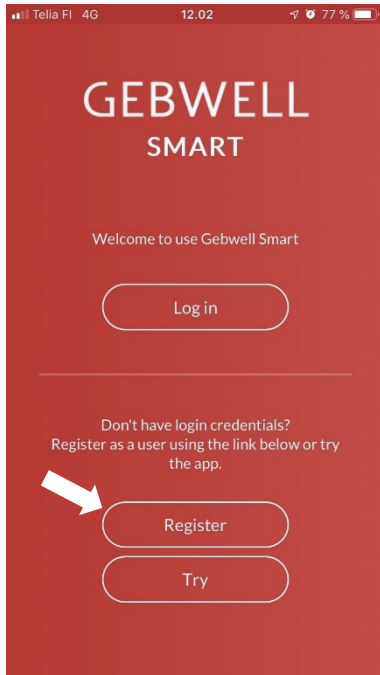 Telia FI 4G 12.02 77 %
GEBWELL
SMART
Welcome to use Gebwell Smart
Log in
Don't have login credentials?
Register as a user using the link below or try
the app.
Register
Try